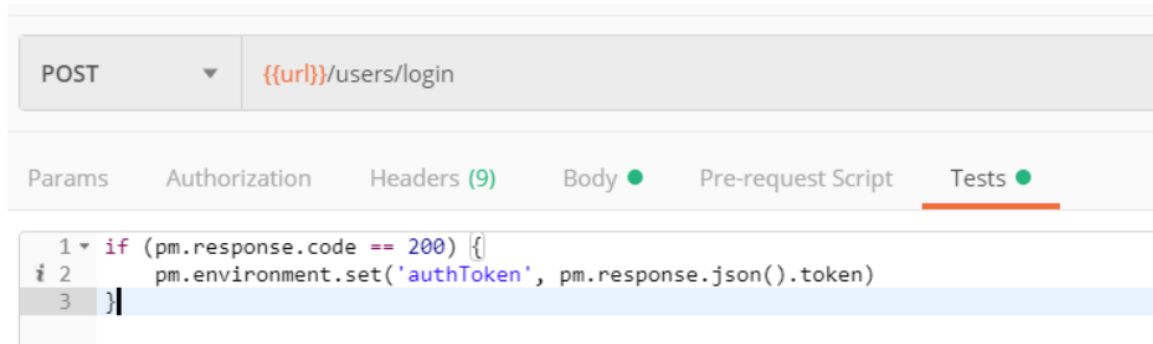 POST {{url}}/users/login
Params Authorization Headers (9) Body Pre-request Script Tests
1 if (pm.response.code == 200) {
i 2 pm.environment.set('authToken', pm.response.json().token)
3 }